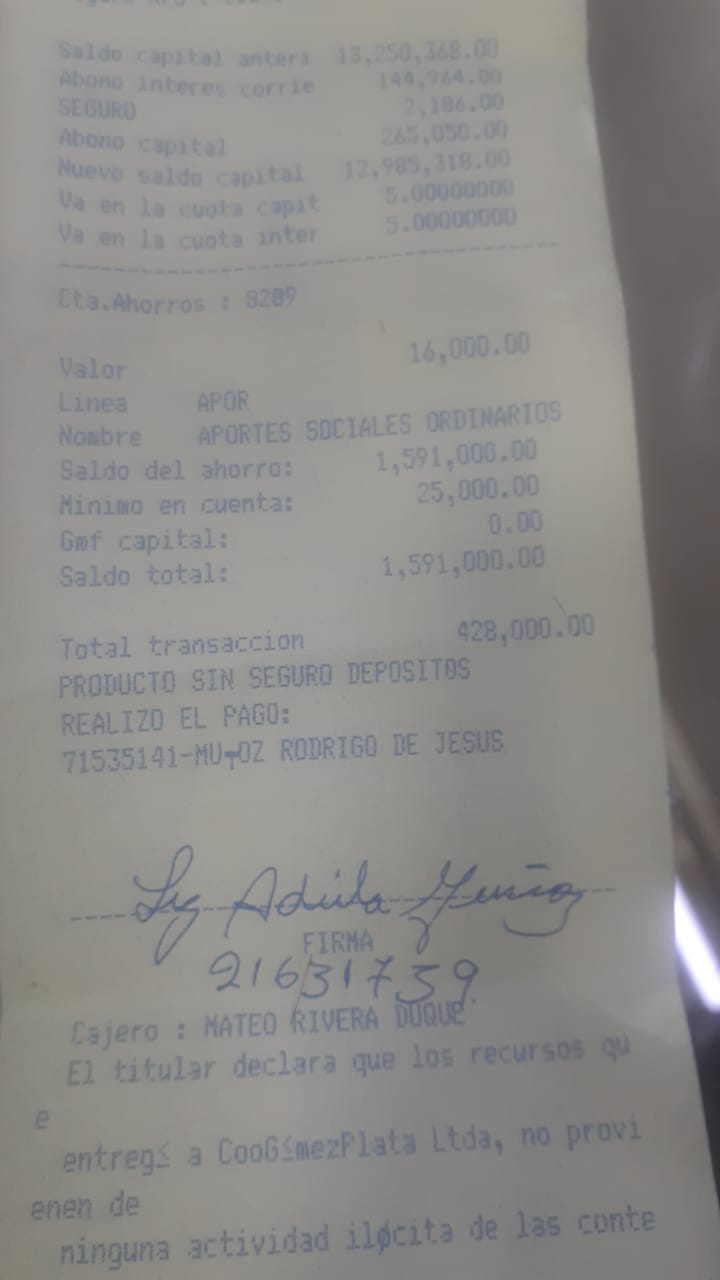 Saldo capital anteri 13,250,368.00
Abono interes corrie 144,764.00
SEGURO 2,186.00
Abono capital 265,050.00
Nuevo saldo capital 12,985,318.00
Va en la cuota capit 5.00000000
Va en la cuota inter 5.00000000
Cta.Ahorros : 8289
Valor 16,000.00
Linea APOR
Nombre APORTES SOCIALES ORDINARIOS
Saldo del ahorro: 1,591,000.00
Minimo en cuenta: 25,000.00
Gmf capital: 0.00
Saldo total: 1,591,000.00
Total transaccion 428,000.00
PRODUCTO SIN SEGURO DEPOSITOS
REALIZO EL PAGO:
71535141-MU╤OZ RODRIGO DE JESUS
FIRMA
21631739
Cajero : MATEO RIVERA DUQUE
El titular declara que los recursos qu
e
entregí a CooGímezPlata Ltda, no provi
enen de
ninguna actividad iløcita de las conte